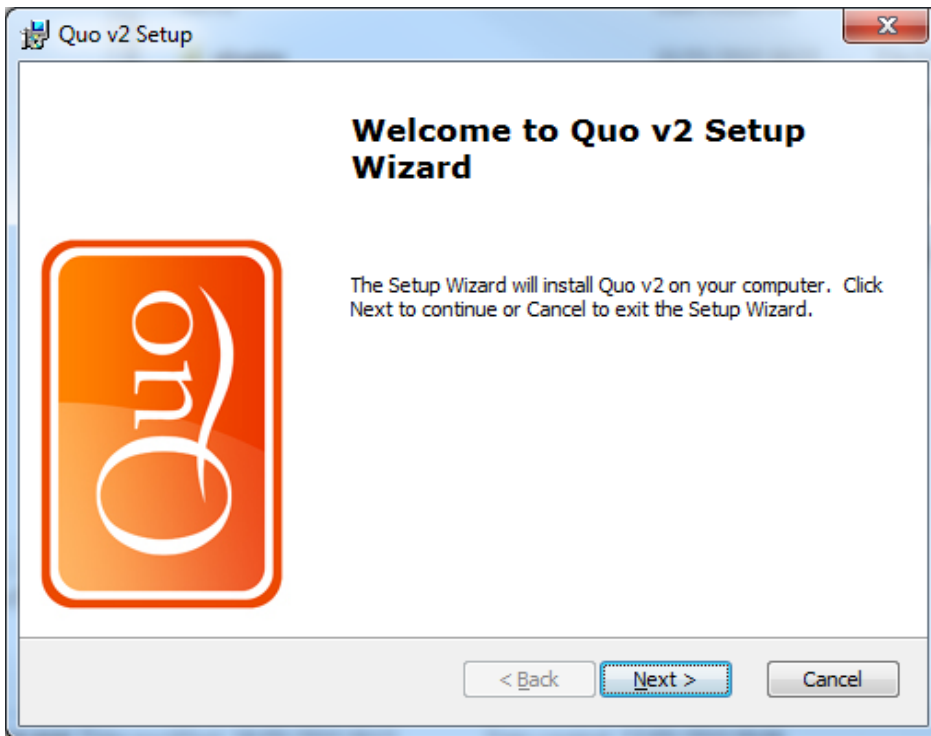 Quo v2 Setup
Welcome to Quo v2 Setup
Wizard
The Setup Wizard will install Quo v2 on your computer.  Click
Next to continue or Cancel to exit the Setup Wizard.
Quo
< Back
Next >
Cancel